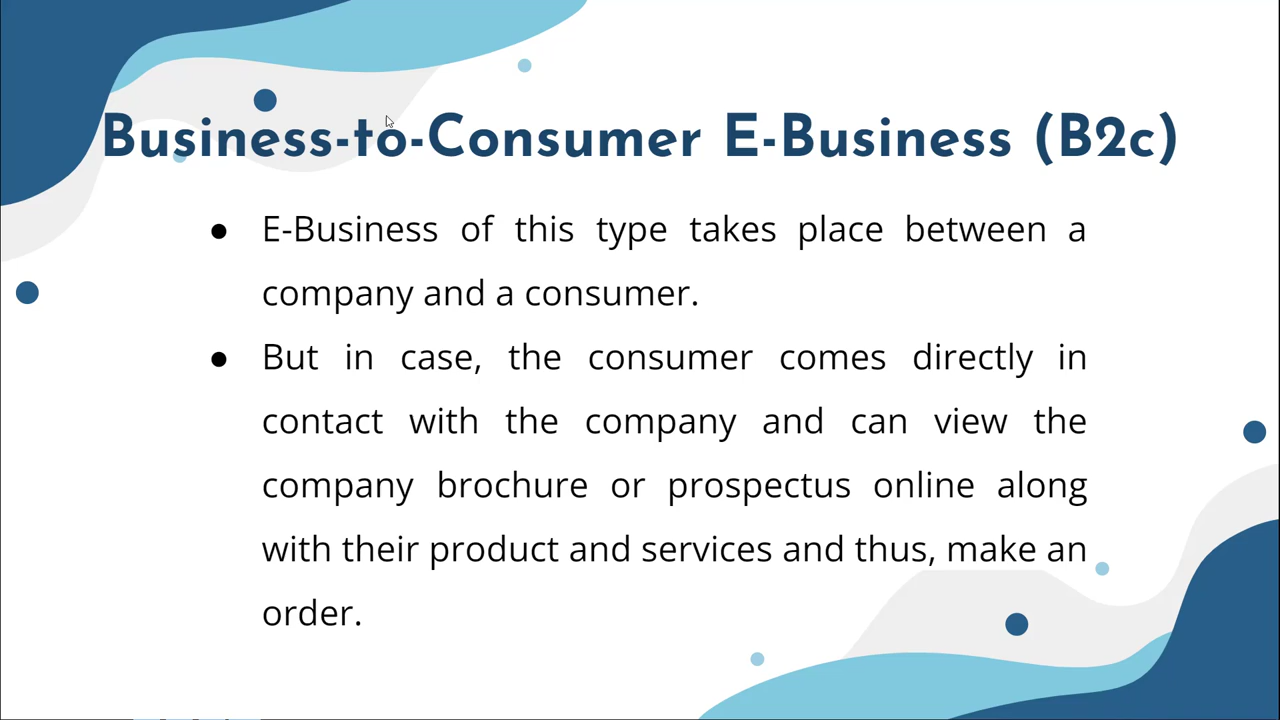 Business-to-Consumer E-Business (B2c)
● E-Business of this type takes place between a
company and a consumer.
● But in case, the consumer comes directly in
contact with the company and can view the
company brochure or prospectus online along
with their product and services and thus, make an
order.